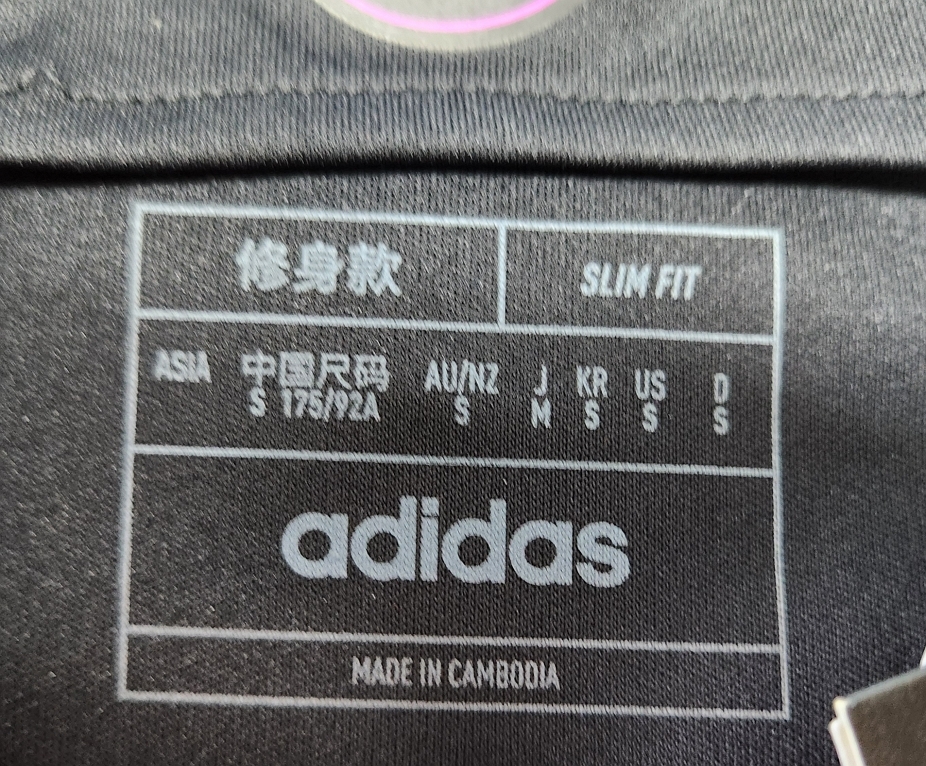 修身款 SLIM FIT
ASIA 中国尺码 AU/NZ J KR US D
S 175/92A S M S S S
adidas
MADE IN CAMBODIA